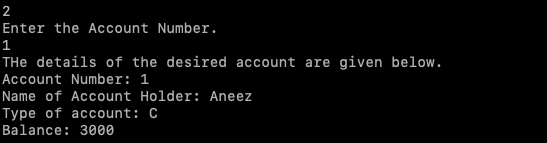 2
Enter the Account Number.
1
THe details of the desired account are given below.
Account Number: 1
Name of Account Holder: Aneez
Type of account: C
Balance: 3000